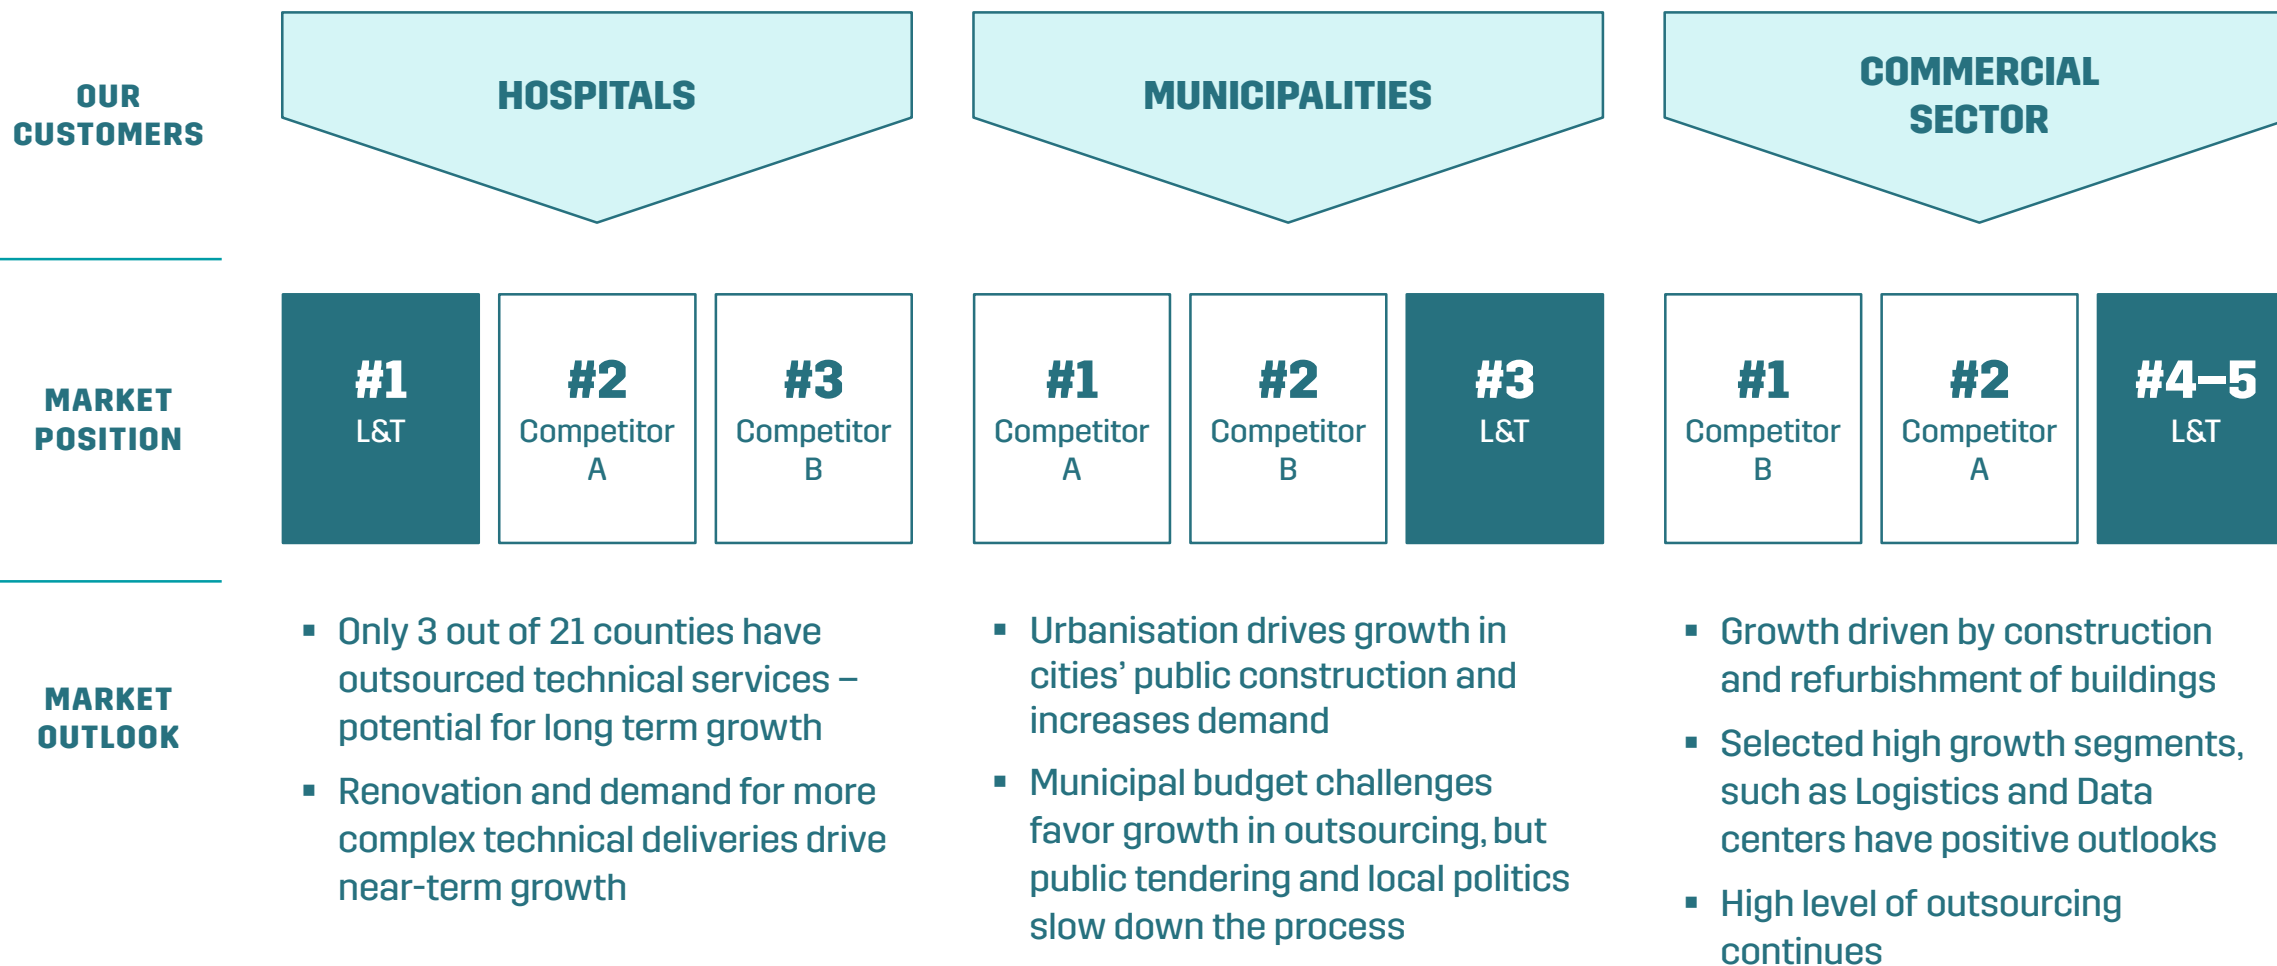 OUR
CUSTOMERS
HOSPITALS
MUNICIPALITIES
COMMERCIAL
SECTOR
MARKET
POSITION
#1
L&T
#2
Competitor
A
#3
Competitor
B
#1
Competitor
A
#2
Competitor
B
#3
L&T
#1
Competitor
B
#2
Competitor
A
#4–5
L&T
MARKET
OUTLOOK
▪ Only 3 out of 21 counties have
outsourced technical services –
potential for long term growth
▪ Renovation and demand for more
complex technical deliveries drive
near-term growth
▪ Urbanisation drives growth in
cities’ public construction and
increases demand
▪ Municipal budget challenges
favor growth in outsourcing, but
public tendering and local politics
slow down the process
▪ Growth driven by construction
and refurbishment of buildings
▪ Selected high growth segments,
such as Logistics and Data
centers have positive outlooks
▪ High level of outsourcing
continues